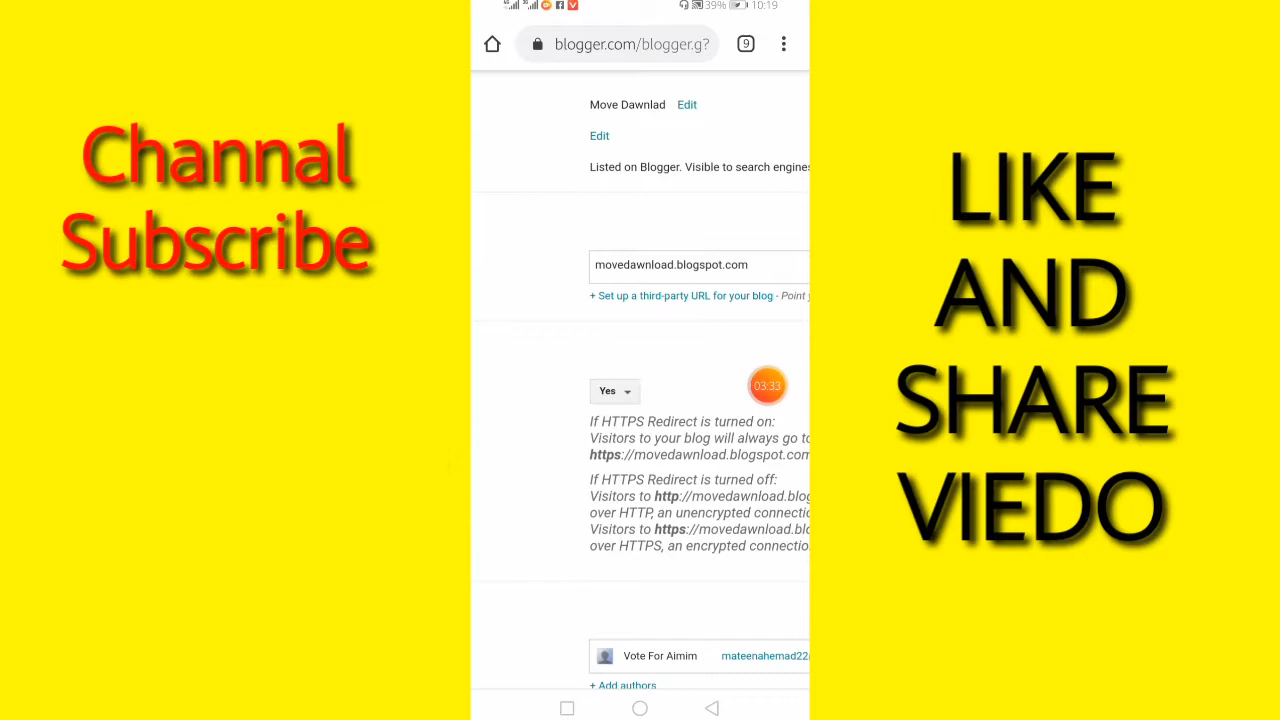 Channal
Subscribe
39% 10:19
blogger.com/blogger.g?
9
Move Dawnlad Edit
Edit
Listed on Blogger. Visible to search engines
movedawnload.blogspot.com
+ Set up a third-party URL for your blog - Point
Yes
03:33
If HTTPS Redirect is turned on:
Visitors to your blog will always go to
https://movedawnload.blogspot.com
If HTTPS Redirect is turned off:
Visitors to http://movedawnload.blog
over HTTP, an unencrypted connectio
Visitors to https://movedawnload.blo
over HTTPS, an encrypted connectio
Vote For Aimim mateenahemad22
+ Add authors
LIKE
AND
SHARE
VIEDO